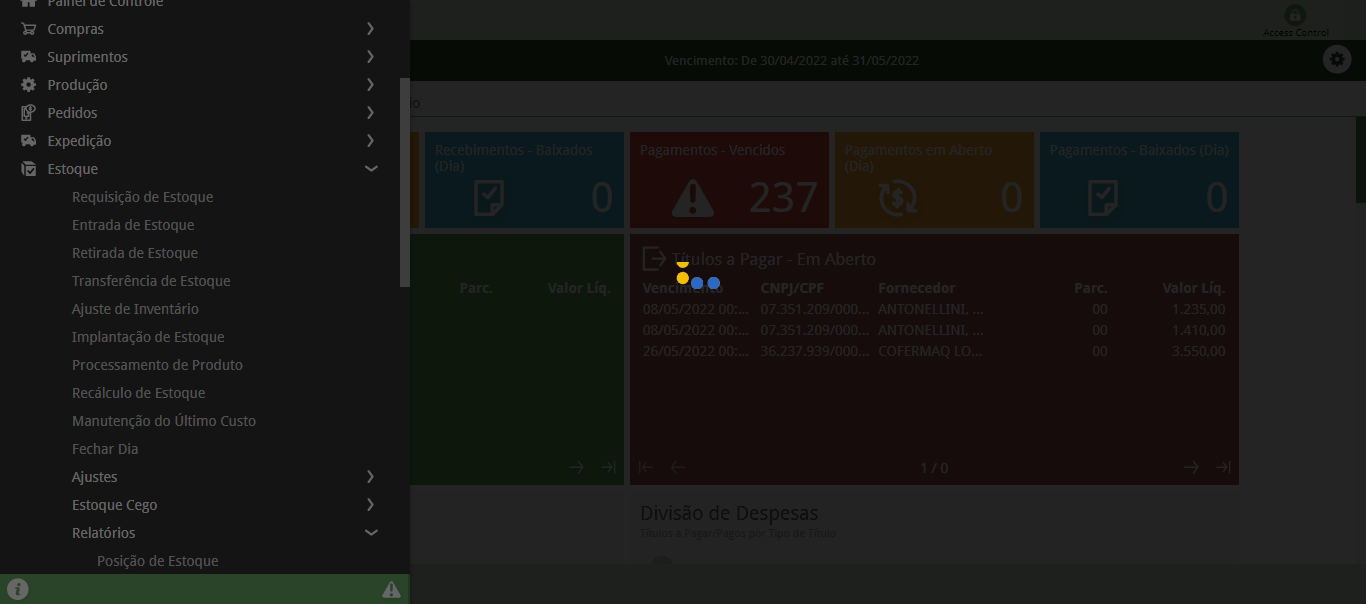 Painel de Controle
Compras
Suprimentos
Produção
Pedidos
Expedição
Estoque
Requisição de Estoque
Entrada de Estoque
Retirada de Estoque
Transferência de Estoque
Ajuste de Inventário
Implantação de Estoque
Processamento de Produto
Recálculo de Estoque
Manutenção do Último Custo
Fechar Dia
Ajustes
Estoque Cego
Relatórios
Posição de Estoque
Access Control
Vencimento: De 30/04/2022 até 31/05/2022
Recebimentos - Baixados
(Dia)
0
Pagamentos - Vencidos
237
Pagamentos em Aberto
(Dia)
0
Pagamentos - Baixados (Dia)
0
Parc. Valor Líq.
Títulos a Pagar - Em Aberto
Vencimento CNPJ/CPF Fornecedor Parc. Valor Líq.
08/05/2022 00:... 07.351.209/000... ANTONELLINI, ... 00 1.235,00
08/05/2022 00:... 07.351.209/000... ANTONELLINI, ... 00 1.410,00
26/05/2022 00:... 36.237.939/000... COFERMAQ LO... 00 3.550,00
1 / 0
Divisão de Despesas
Títulos a Pagar/Pagos por Tipo de Título